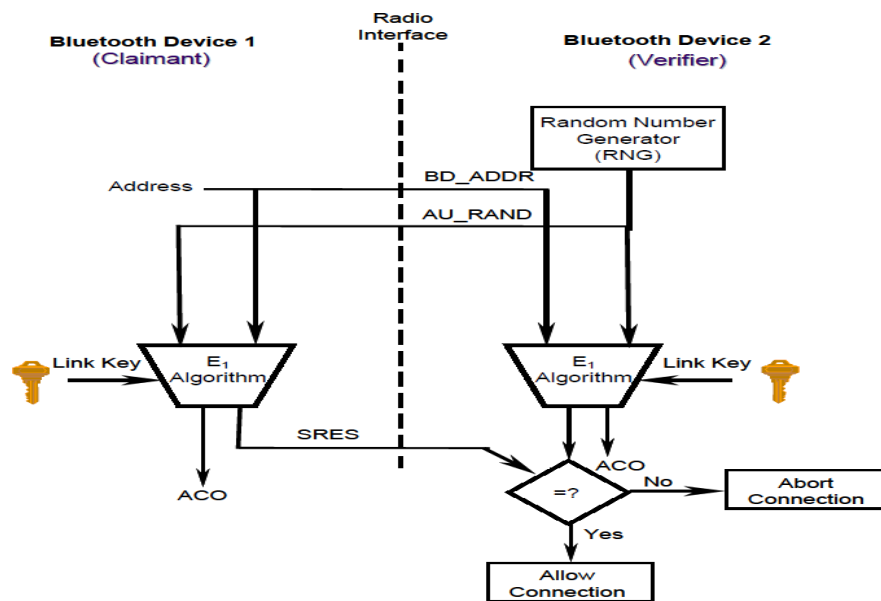 Radio
Interface
Bluetooth Device 1
(Claimant)
Bluetooth Device 2
(Verifier)
Random Number
Generator
(RNG)
Address
BD_ADDR
AU_RAND
Link Key
E1
Algorithm
E1
Algorithm
Link Key
SRES
ACO
ACO
=?
No
Abort
Connection
Yes
Allow
Connection